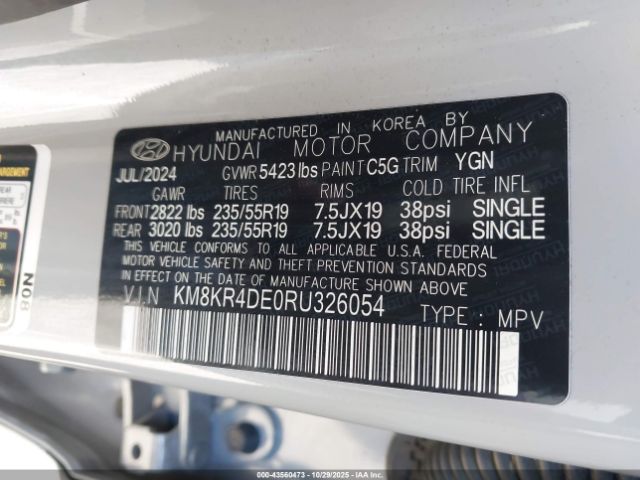 MANUFACTURED IN KOREA BY
HYUNDAI MOTOR COMPANY
JUL/2024 GVWR 5423 lbs PAINT C5G TRIM YGN
GAWR TIRES RIMS COLD TIRE INFL
FRONT 2822 lbs 235/55R19 7.5JX19 38psi SINGLE
REAR 3020 lbs 235/55R19 7.5JX19 38psi SINGLE
THIS VEHICLE CONFORMS TO ALL APPLICABLE U.S.A. FEDERAL
MOTOR VEHICLE SAFETY AND THEFT PREVENTION STANDARDS
IN EFFECT ON THE DATE OF MANUFACTURE SHOWN ABOVE.
V.I.N KM8KR4DE0RU326054 TYPE : MPV
-- 43560473 -- 10/29/2025 -- IAA Inc. --